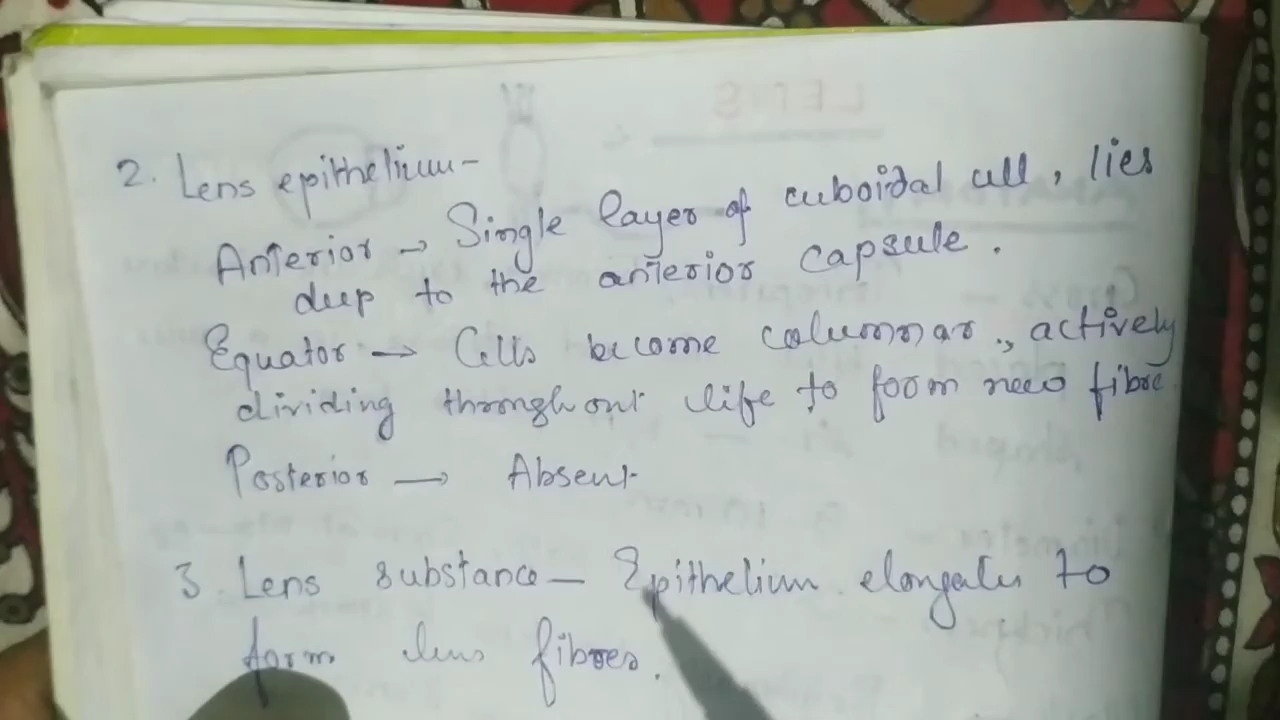 2. Lens epithelium-
Anterior → Single layer of cuboidal cell, lies
deep to the anterior capsule.
Equator → Cells become columnar, actively
dividing throughout life to form new fibre
Posterior → Absent
3. Lens substance - Epithelium elongates to
form lens fibres.